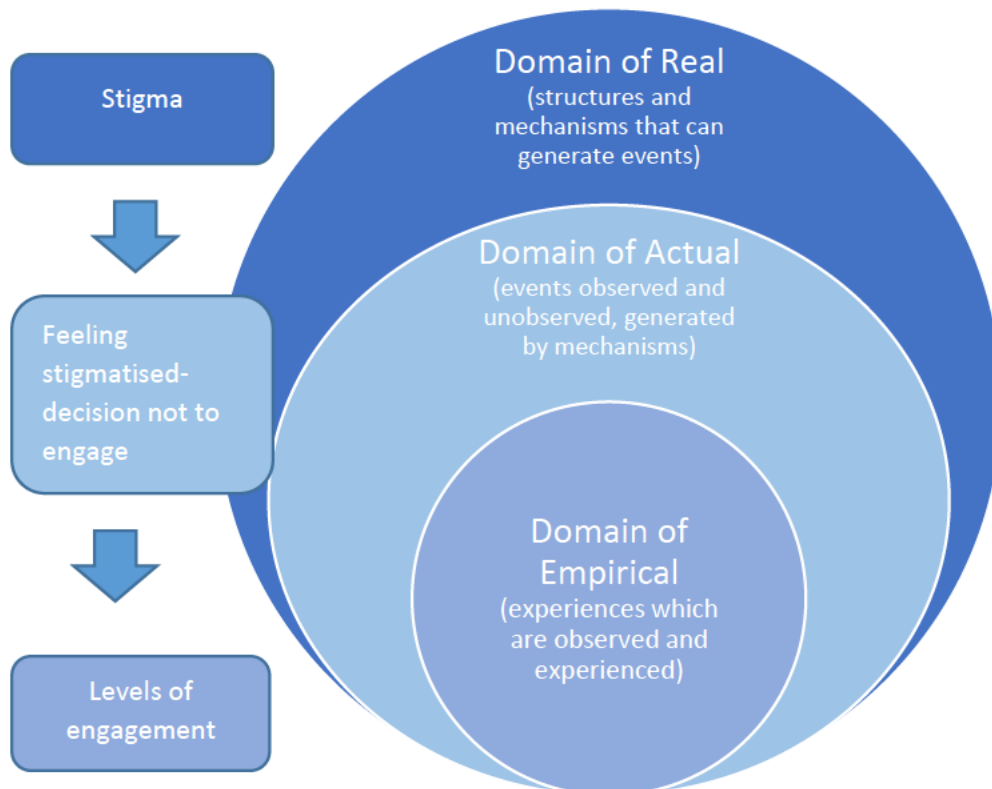 Stigma
Feeling
stigmatised-
decision not to
engage
Levels of
engagement
Domain of Real
(structures and
mechanisms that can
generate events)
Domain of Actual
(events observed and
unobserved, generated
by mechanisms)
Domain of
Empirical
(experiences which
are observed and
experienced)